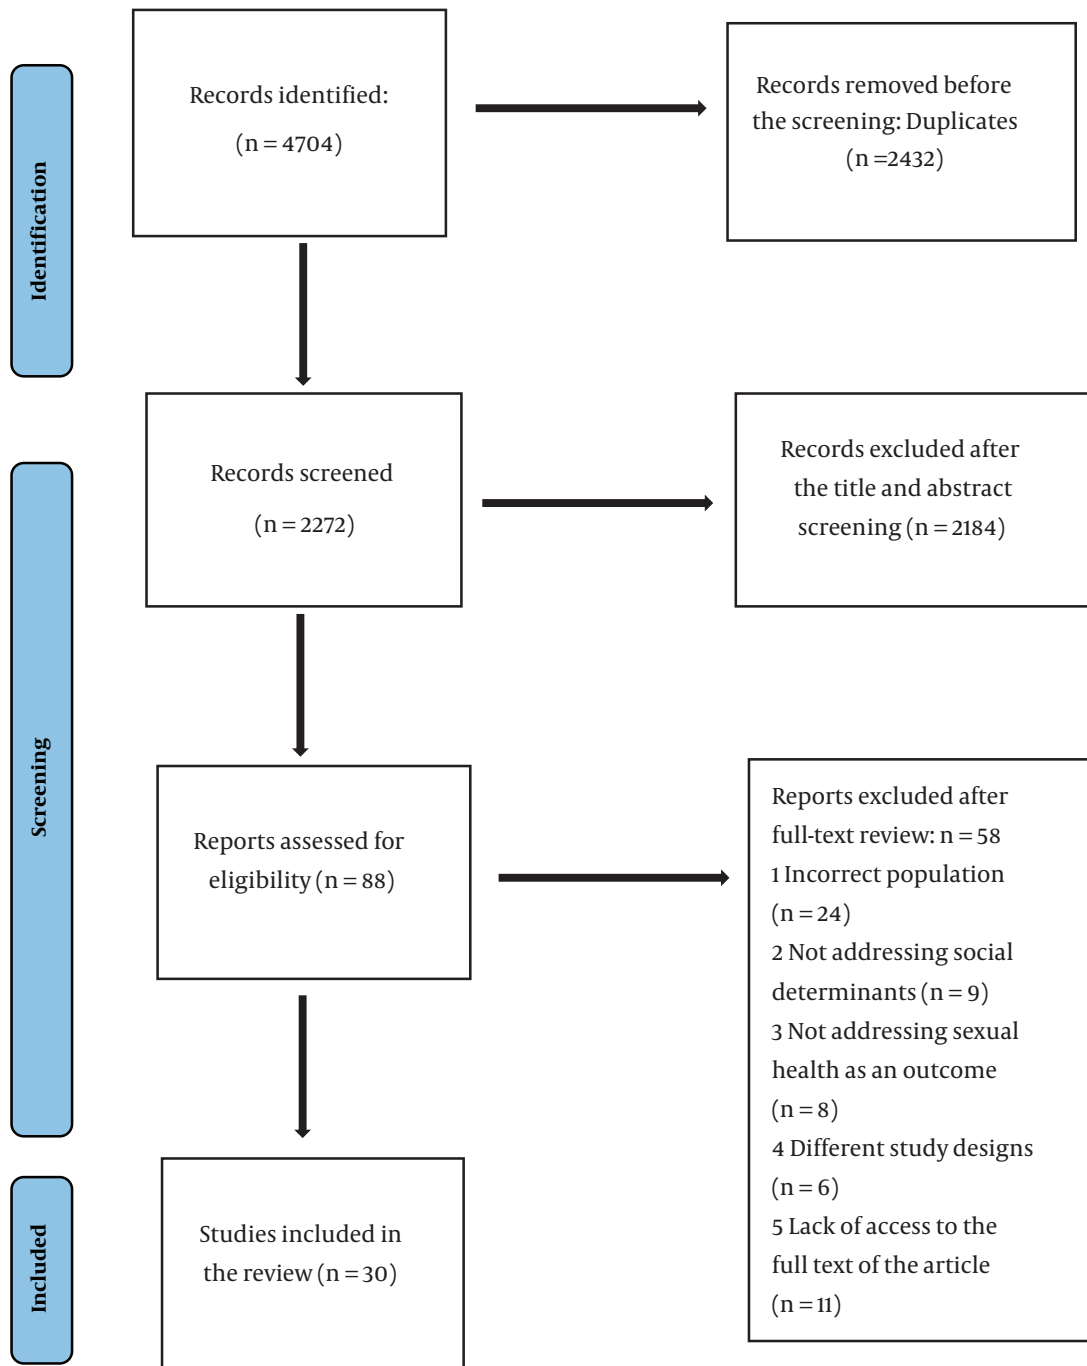 Identification
Records identified:
(n = 4704)
Records removed before
the screening: Duplicates
(n =2432)
Screening
Records screened
(n = 2272)
Records excluded after
the title and abstract
screening (n = 2184)
Reports assessed for
eligibility (n = 88)
Reports excluded after
full-text review: n = 58
1 Incorrect population
(n = 24)
2 Not addressing social
determinants (n = 9)
3 Not addressing sexual
health as an outcome
(n = 8)
4 Different study designs
(n = 6)
5 Lack of access to the
full text of the article
(n = 11)
Included
Studies included in
the review (n = 30)